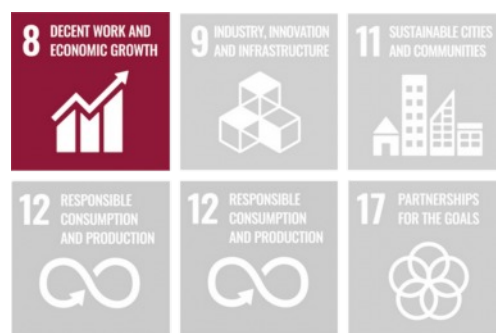 8 DECENT WORK AND
ECONOMIC GROWTH
9 INDUSTRY, INNOVATION
AND INFRASTRUCTURE
11 SUSTAINABLE CITIES
AND COMMUNITIES
12 RESPONSIBLE
CONSUMPTION
AND PRODUCTION
12 RESPONSIBLE
CONSUMPTION
AND PRODUCTION
17 PARTNERSHIPS
FOR THE GOALS